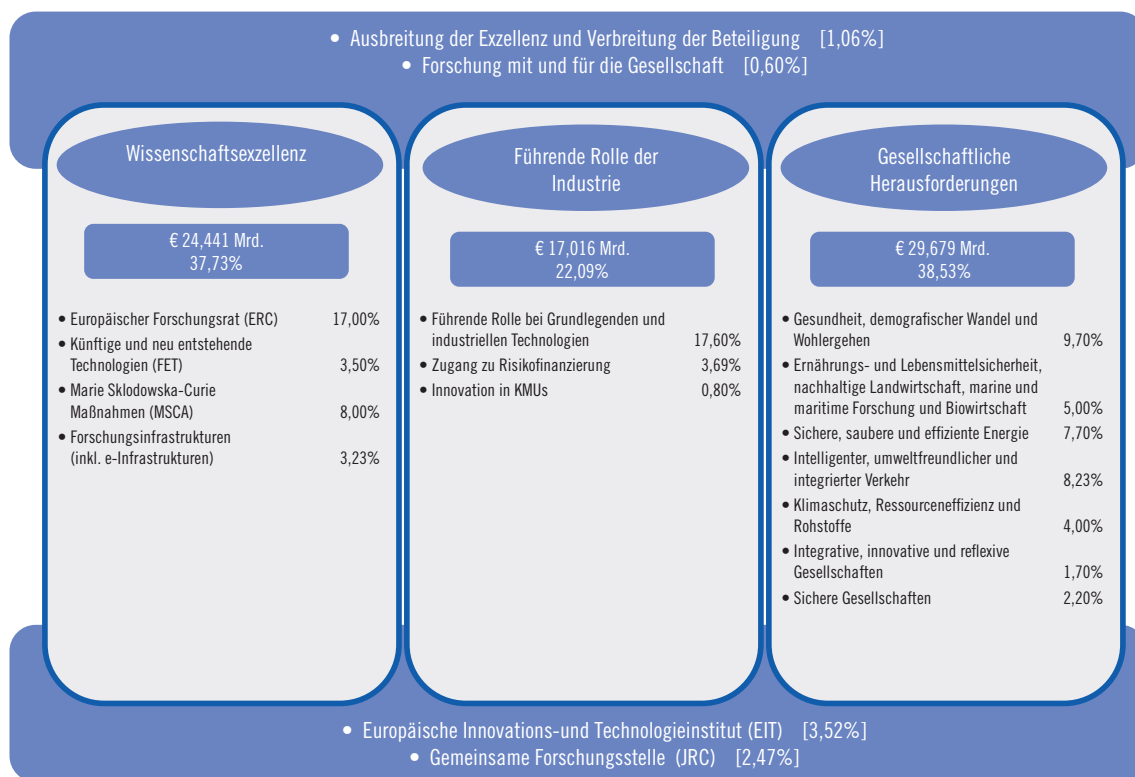 • Ausbreitung der Exzellenz und Verbreitung der Beteiligung [1,06%]
• Forschung mit und für die Gesellschaft [0,60%]
Wissenschaftsexzellenz
€ 24,441 Mrd.
37,73%
• Europäischer Forschungsrat (ERC) 17,00%
• Künftige und neu entstehende
Technologien (FET) 3,50%
• Marie Sklodowska-Curie
Maßnahmen (MSCA) 8,00%
• Forschungsinfrastrukturen
(inkl. e-Infrastrukturen) 3,23%
Führende Rolle der
Industrie
€ 17,016 Mrd.
22,09%
• Führende Rolle bei Grundlegenden und
industriellen Technologien 17,60%
• Zugang zu Risikofinanzierung 3,69%
• Innovation in KMUs 0,80%
Gesellschaftliche
Herausforderungen
€ 29,679 Mrd.
38,53%
• Gesundheit, demografischer Wandel und
Wohlergehen 9,70%
• Ernährungs- und Lebensmittelsicherheit,
nachhaltige Landwirtschaft, marine und
maritime Forschung und Biowirtschaft 5,00%
• Sichere, saubere und effiziente Energie 7,70%
• Intelligenter, umweltfreundlicher und
integrierter Verkehr 8,23%
• Klimaschutz, Ressourceneffizienz und
Rohstoffe 4,00%
• Integrative, innovative und reflexive
Gesellschaften 1,70%
• Sichere Gesellschaften 2,20%
• Europäische Innovations-und Technologieinstitut (EIT) [3,52%]
• Gemeinsame Forschungsstelle (JRC) [2,47%]